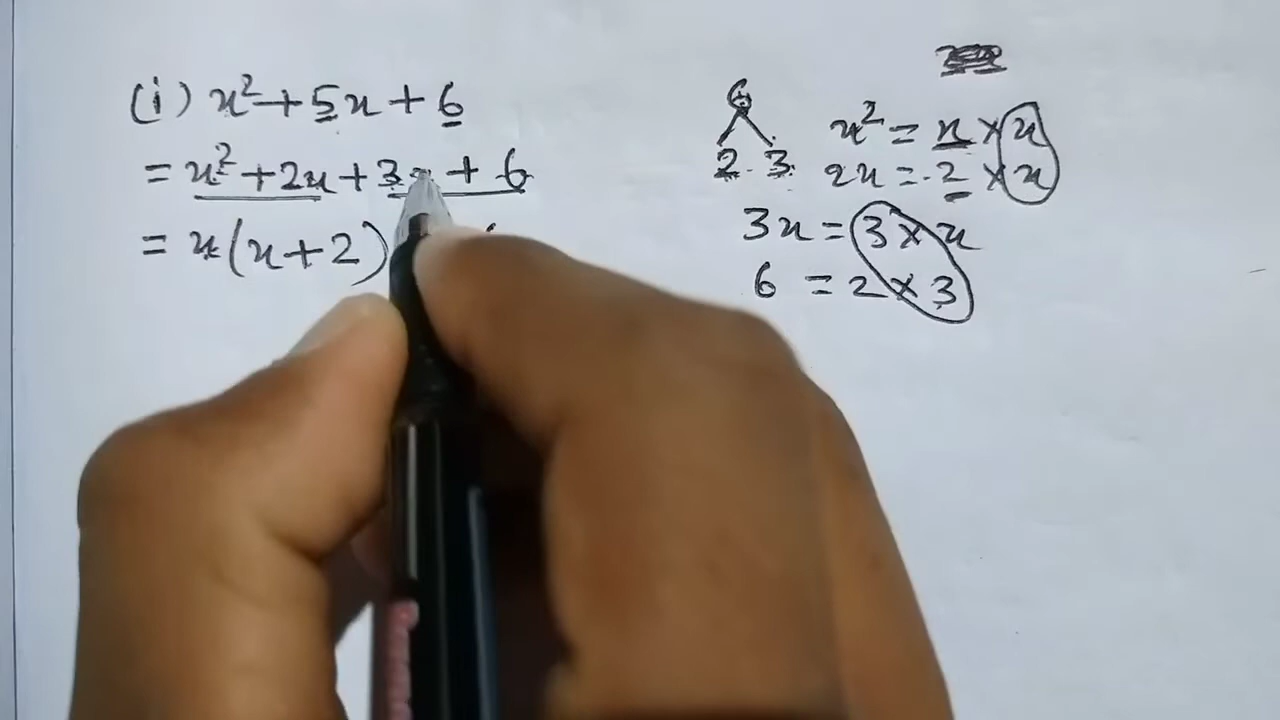 (i) x² + 5x + 6
= x² + 2x + 3x + 6
= x(x + 2)
6
2 3
x² = x × x
2x = 2 × x
3x = 3 × x
6 = 2 × 3